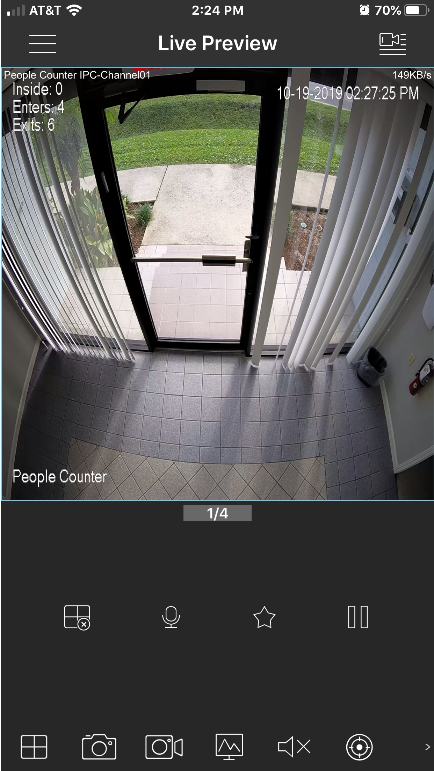 AT&T 2:24 PM 70%
Live Preview
People Counter IPC-Channel01 149KB/s
Inside: 0
Enters: 4
Exits: 6
10-19-2019 02:27:25 PM
People Counter
1/4